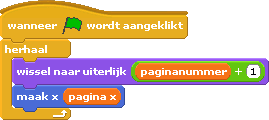 wanneer wordt aangeklikt
herhaal
wissel naar uiterlijk paginanummer + 1
maak x pagina x